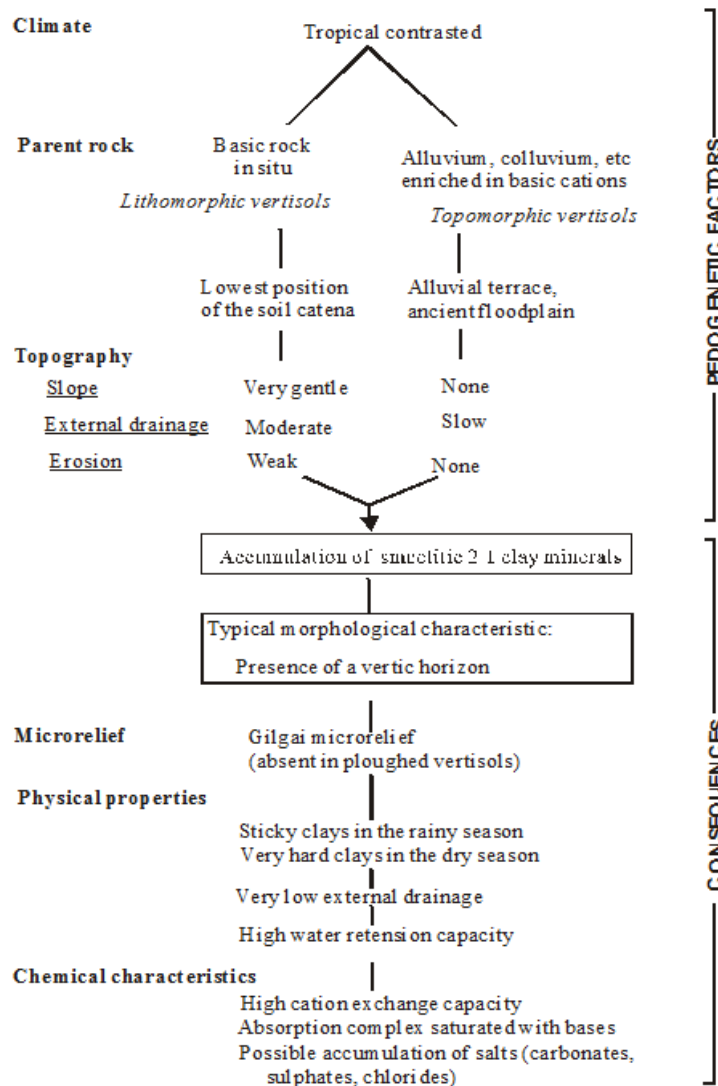 Climate
Tropical contrasted
Parent rock
Basic rock
in situ
Lithomorphic vertisols
Alluvium, colluvium, etc
enriched in basic cations
Topomorphic vertisols
Lowest position
of the soil catena
Alluvial terrace,
ancient floodplain
Topography
Slope
Very gentle
None
External drainage
Moderate
Slow
Erosion
Weak
None
PEDOGENETIC FACTORS
Accumulation of smectitic 2 1 clay minerals
Typical morphological characteristic:
Presence of a vertic horizon
Microrelief
Gilgai microrelief
(absent in ploughed vertisols)
Physical properties
Sticky clays in the rainy season
Very hard clays in the dry season
Very low external drainage
High water retention capacity
Chemical characteristics
High cation exchange capacity
Absorption complex saturated with bases
Possible accumulation of salts (carbonates,
sulphates, chlorides)
CONSEQUENCES